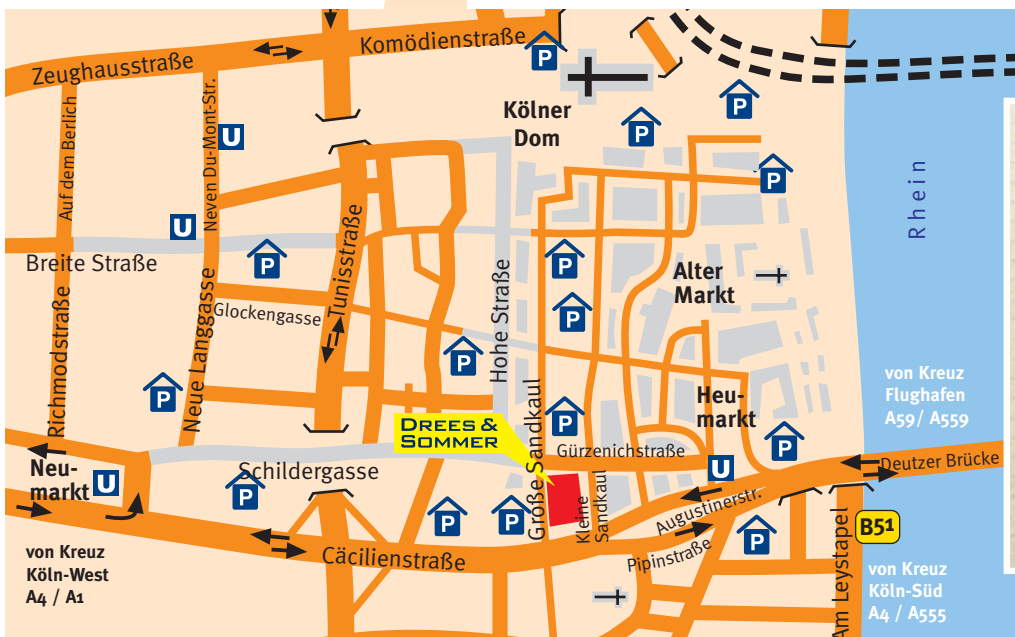 Komödienstraße
Zeughausstraße
P
Kölner
Dom
P
P
P
U
Auf dem Berlich
Neven Du-Mont-Str.
U
Breite Straße
P
Glockengasse
Tunisstraße
Hohe Straße
P
P
Alter
Markt
Rhein
Richmodstraße
Neue Langgasse
P
P
DREES &
SOMMER
Große Sandkaul
P
Heu-
markt
von Kreuz
Flughafen
A59/ A559
Gürzenichstraße
P
U
Deutzer Brücke
Neu-
markt
U
Schildergasse
P
P
P
Kleine
Sandkaul
Augustinerstr.
Pipinstraße
P
B51
Cäcilienstraße
von Kreuz
Köln-West
A4 / A1
Am Leystapel
von Kreuz
Köln-Süd
A4 / A555